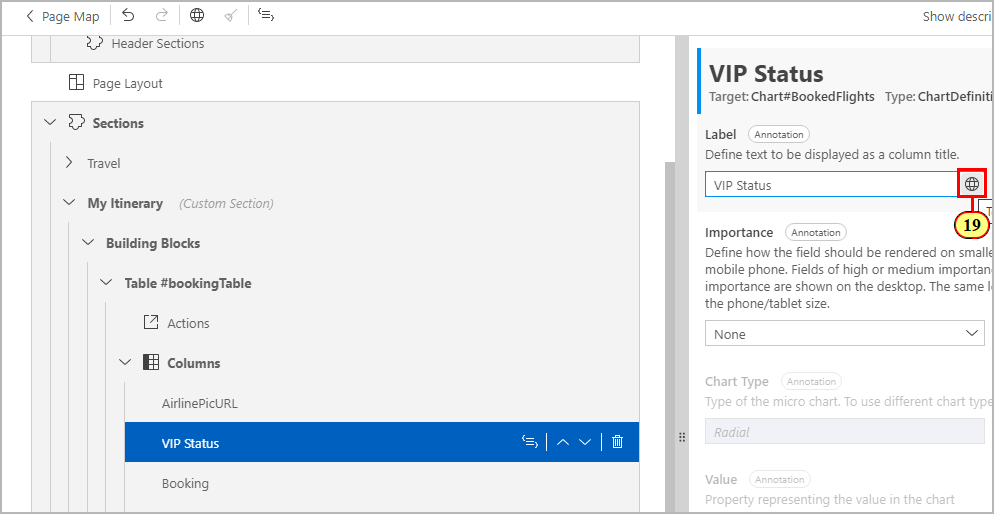 Page Map
Show descri
Header Sections
Page Layout
Sections
Travel
My Itinerary (Custom Section)
Building Blocks
Table #bookingTable
Actions
Columns
AirlinePicURL
VIP Status
Booking
VIP Status
Target: Chart#BookedFlights Type: ChartDefiniti
Label Annotation
Define text to be displayed as a column title.
VIP Status
T
19
Importance Annotation
Define how the field should be rendered on smalle
mobile phone. Fields of high or medium importan
importance are shown on the desktop. The same l
the phone/tablet size.
None
Chart Type Annotation
Type of the micro chart. To use different chart type
Radial
Value Annotation
Property representing the value in the chart